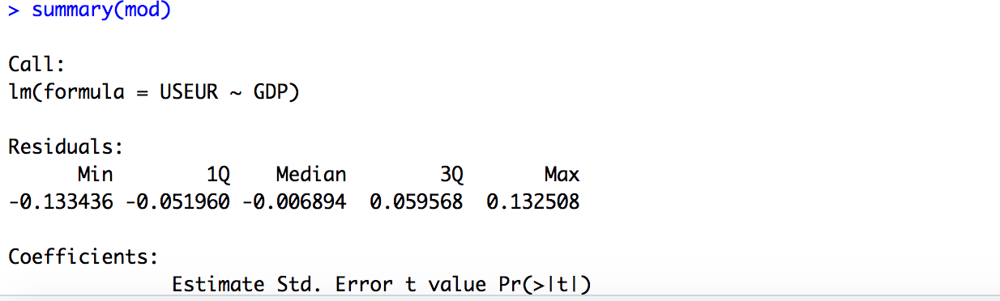 > summary(mod)
Call:
lm(formula = USEUR ~ GDP)
Residuals:
Min 1Q Median 3Q Max
-0.133436 -0.051960 -0.006894 0.059568 0.132508
Coefficients:
Estimate Std. Error t value Pr(>|t|)